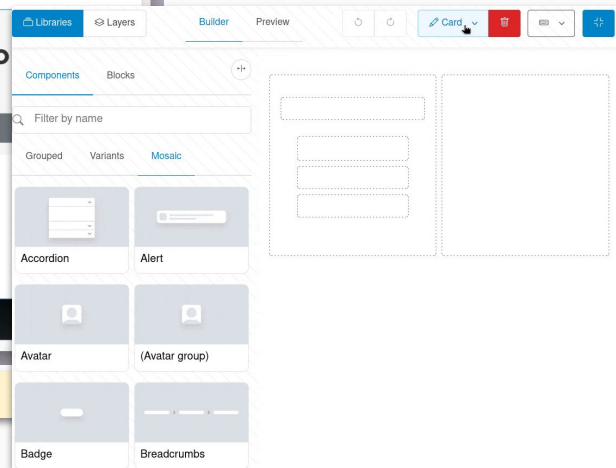 Libraries
Layers
Builder
Preview
Card
Components
Blocks
Filter by name
Grouped
Variants
Mosaic
Accordion
Alert
Avatar
(Avatar group)
Badge
Breadcrumbs